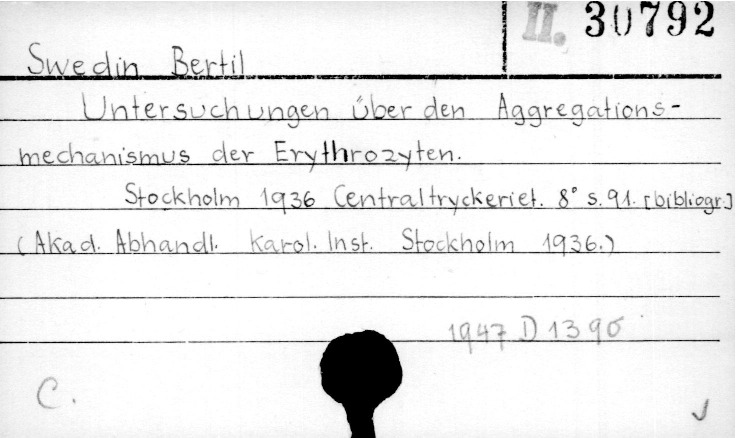 II. 30792
Swedin Bertil
Untersuchungen über den Aggregations-
mechanismus der Erythrozyten.
Stockholm 1936 Centraltryckeriet. 8° s. 91. [bibliogr.]
(Akad. Abhandl. Karol. Inst. Stockholm 1936.)
1947 D 1390
C.